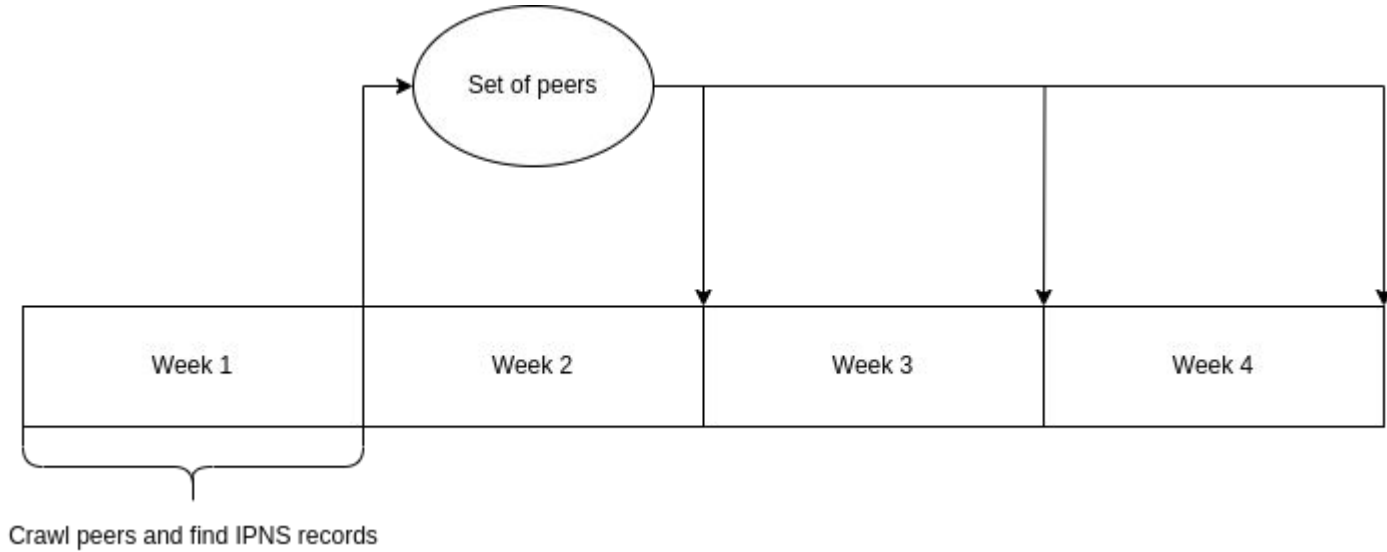 Set of peers
Week 1
Week 2
Week 3
Week 4
Crawl peers and find IPNS records